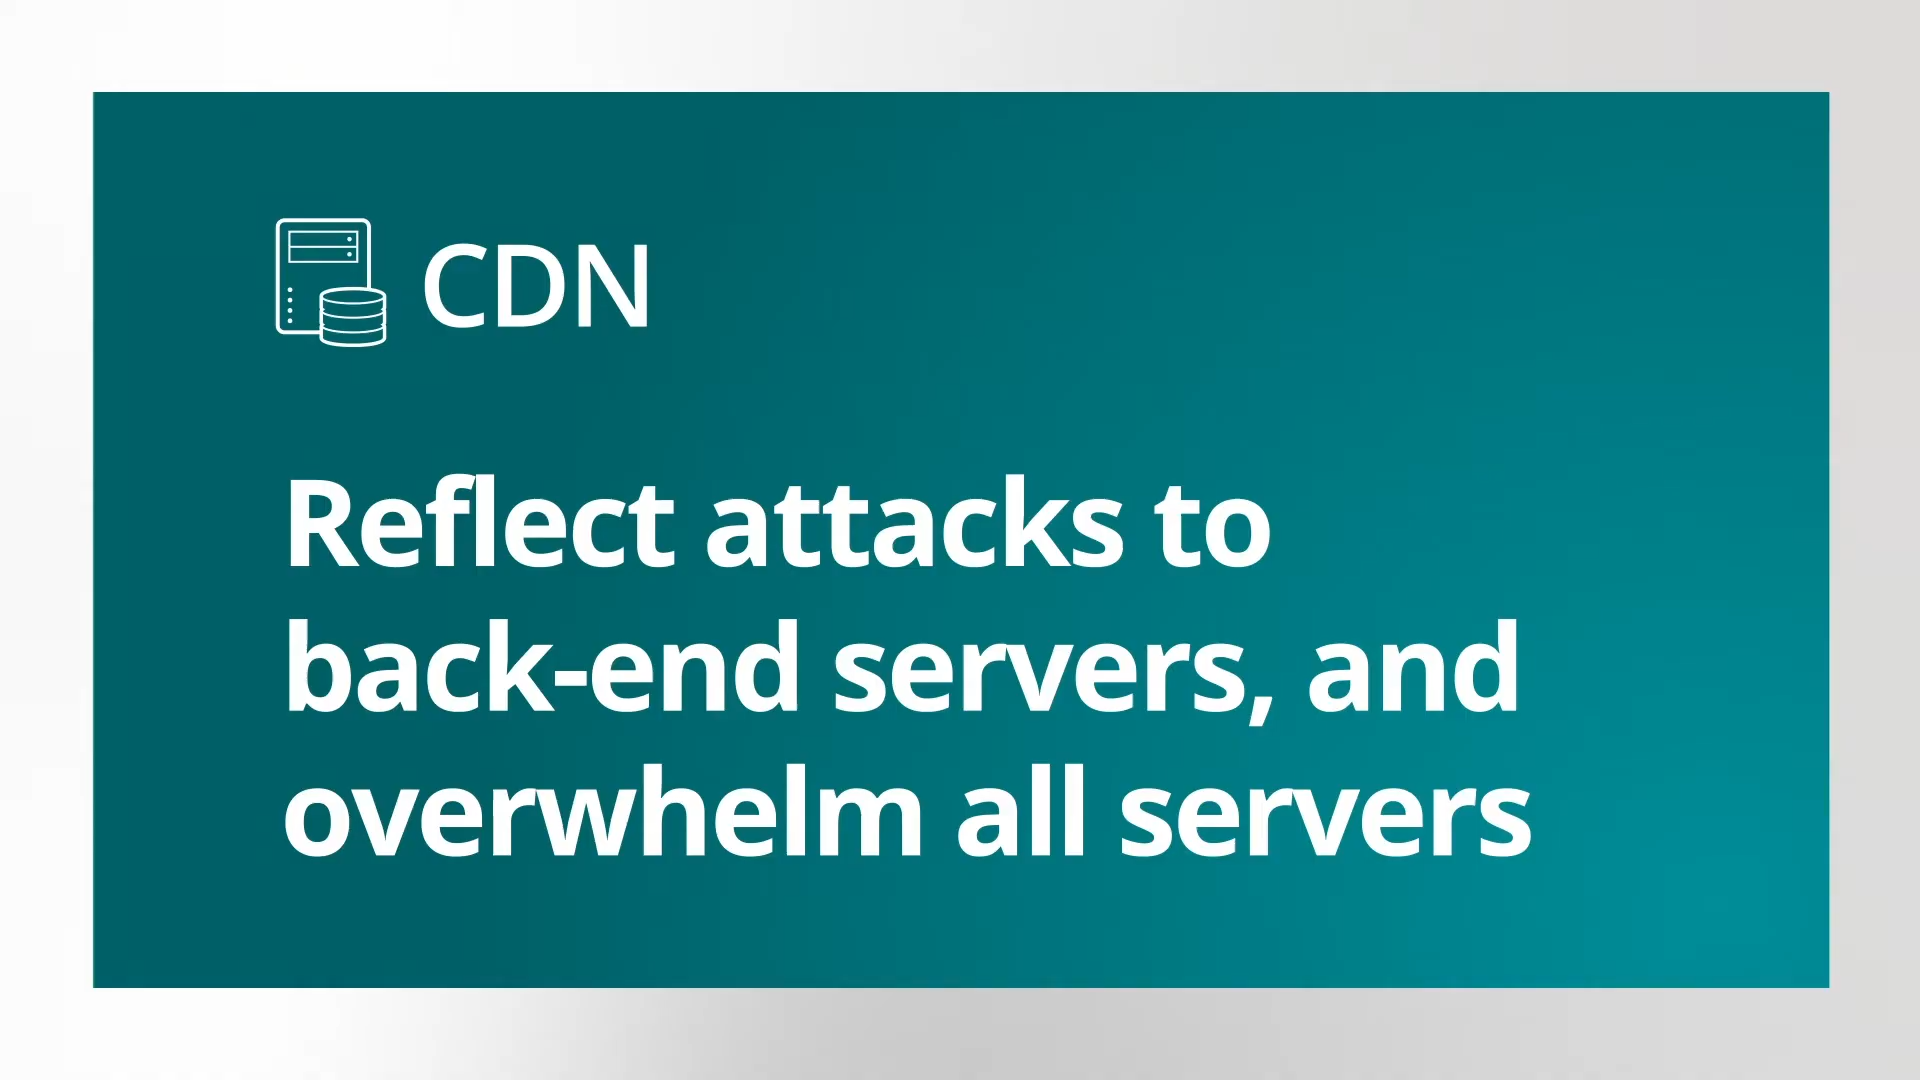 CDN
Reflect attacks to
back-end servers, and
overwhelm all servers